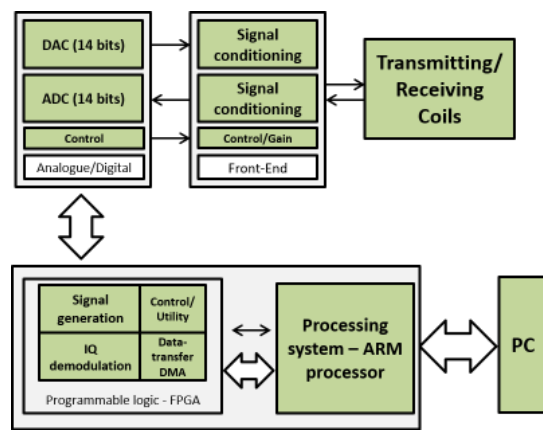 DAC (14 bits)
ADC (14 bits)
Control
Analogue/Digital
Signal
conditioning
Signal
conditioning
Control/Gain
Front-End
Transmitting/
Receiving
Coils
Signal
generation
Control/
Utility
IQ
demodulation
Data-
transfer
DMA
Programmable logic - FPGA
Processing
system – ARM
processor
PC